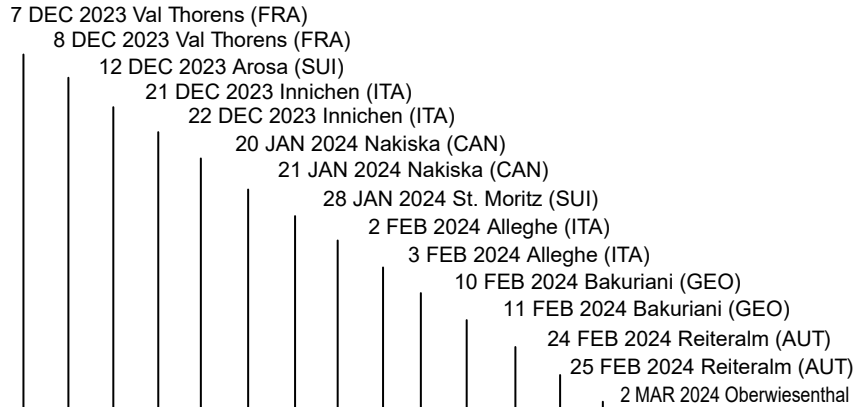 7 DEC 2023 Val Thorens (FRA)
8 DEC 2023 Val Thorens (FRA)
12 DEC 2023 Arosa (SUI)
21 DEC 2023 Innichen (ITA)
22 DEC 2023 Innichen (ITA)
20 JAN 2024 Nakiska (CAN)
21 JAN 2024 Nakiska (CAN)
28 JAN 2024 St. Moritz (SUI)
2 FEB 2024 Alleghe (ITA)
3 FEB 2024 Alleghe (ITA)
10 FEB 2024 Bakuriani (GEO)
11 FEB 2024 Bakuriani (GEO)
24 FEB 2024 Reiteralm (AUT)
25 FEB 2024 Reiteralm (AUT)
2 MAR 2024 Oberwiesenthal